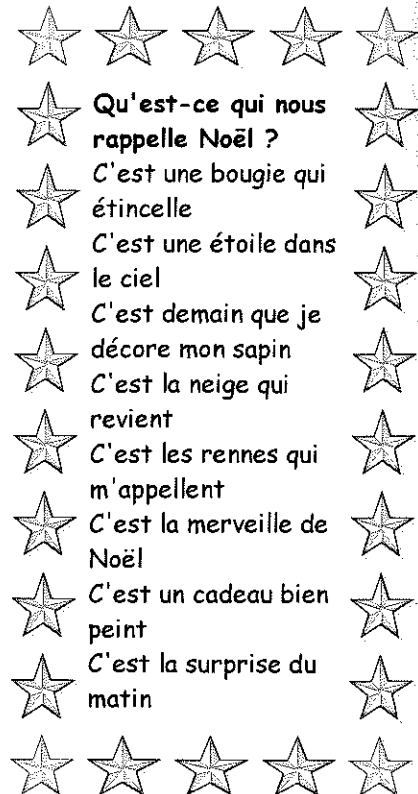 Qu'est-ce qui nous
rappelle Noël ?
C'est une bougie qui
étincelle
C'est une étoile dans
le ciel
C'est demain que je
décore mon sapin
C'est la neige qui
revient
C'est les rennes qui
m'appellent
C'est la merveille de
Noël
C'est un cadeau bien
peint
C'est la surprise du
matin